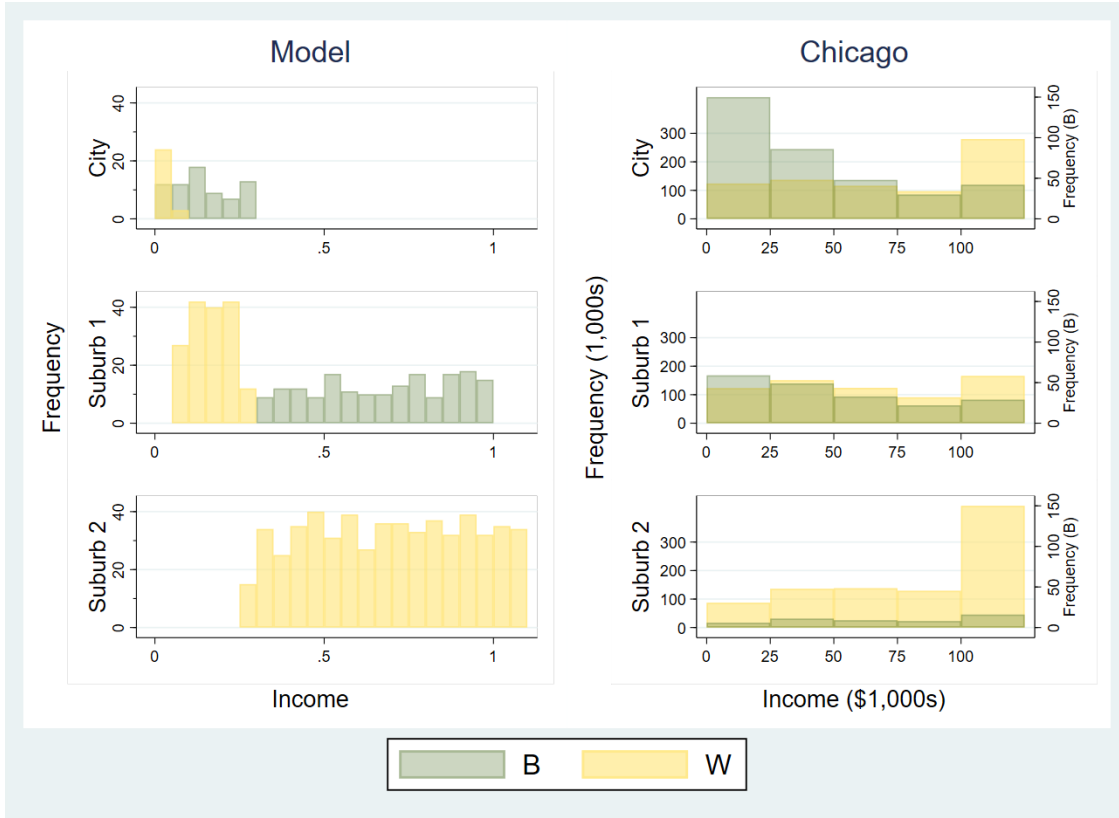 Model
Chicago
Frequency
City
0 20 40
0 .5 1
Suburb 1
0 20 40
0 .5 1
Suburb 2
0 20 40
0 .5 1
Income
Frequency (1,000s)
City
0 100 200 300
0 50 100 150
Frequency (B)
0 25 50 75 100
Suburb 1
0 100 200 300
0 50 100 150
Frequency (B)
0 25 50 75 100
Suburb 2
0 100 200 300
0 50 100 150
Frequency (B)
0 25 50 75 100
Income ($1,000s)
B W